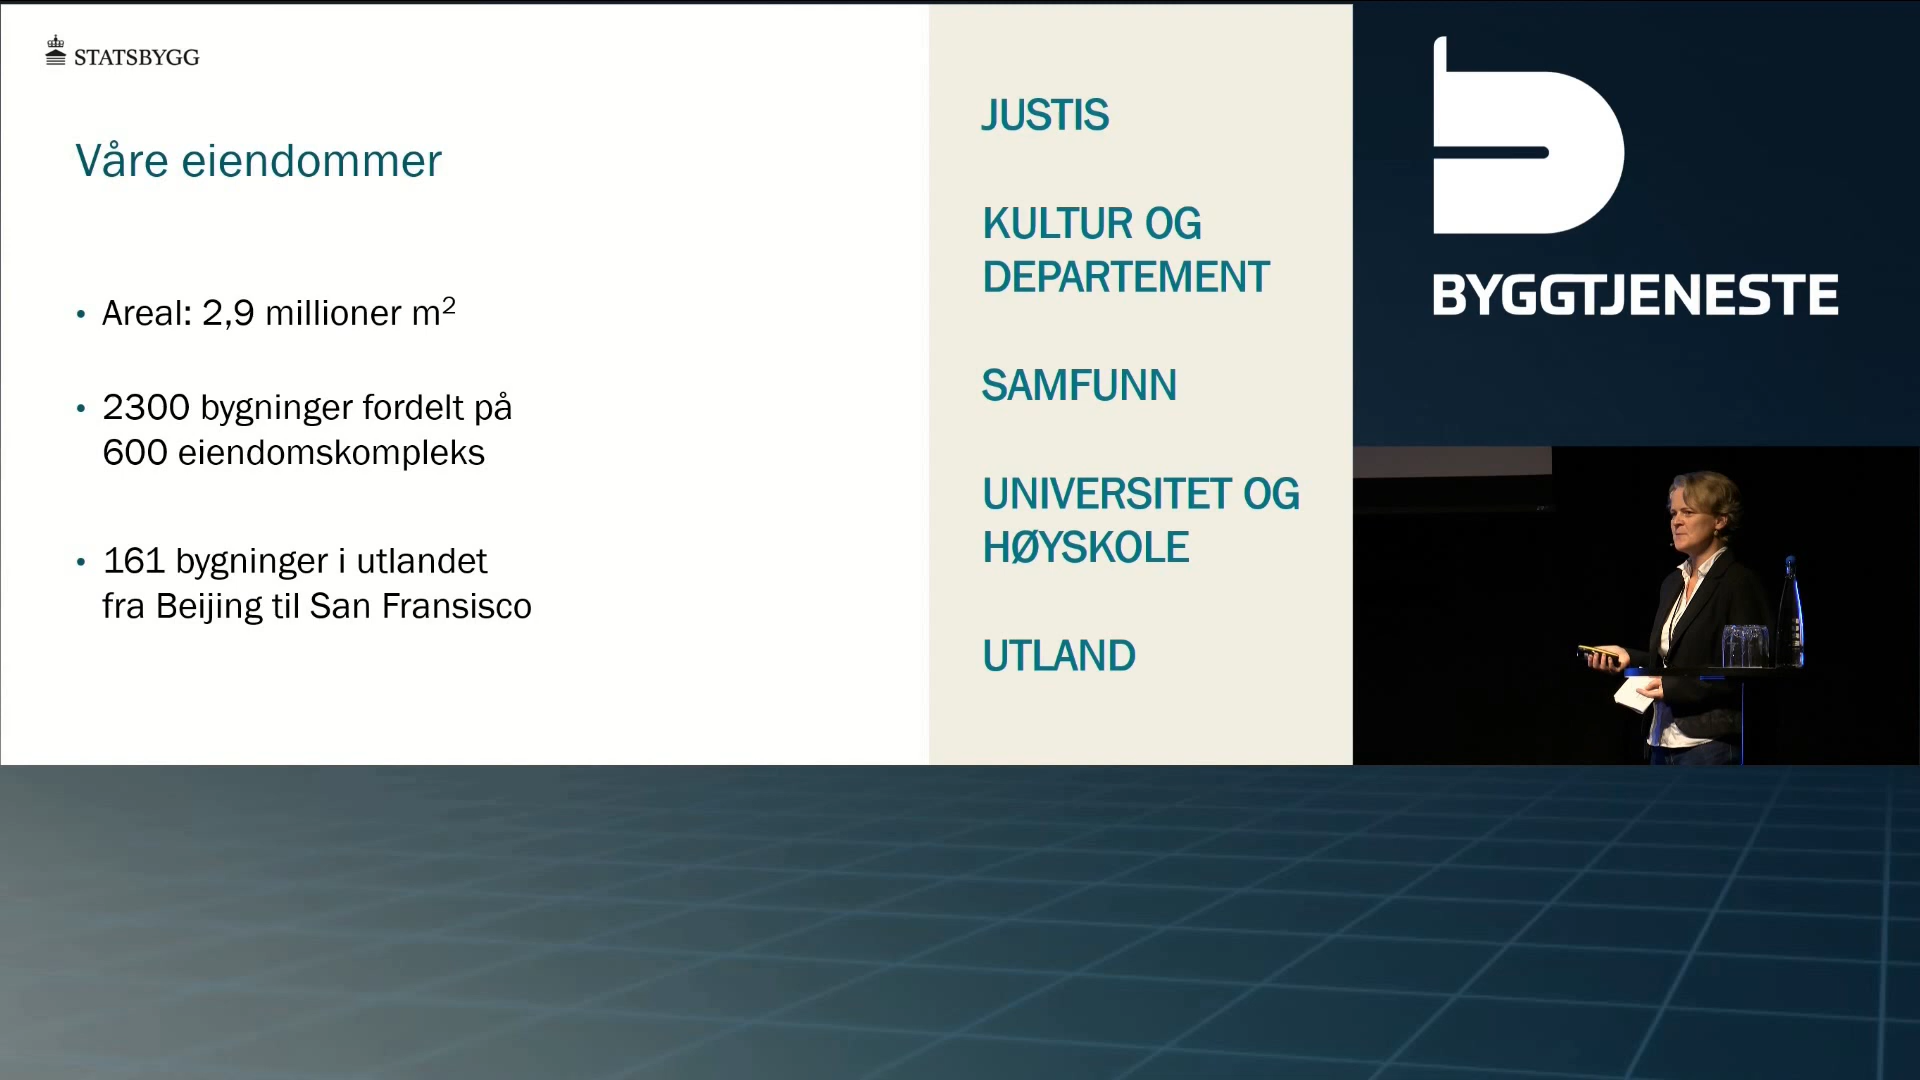 STATSBYGG
Våre eiendommer
• Areal: 2,9 millioner m²
• 2300 bygninger fordelt på
600 eiendomskompleks
• 161 bygninger i utlandet
fra Beijing til San Fransisco
JUSTIS
KULTUR OG
DEPARTEMENT
SAMFUNN
UNIVERSITET OG
HØYSKOLE
UTLAND
BYGGTJENESTE